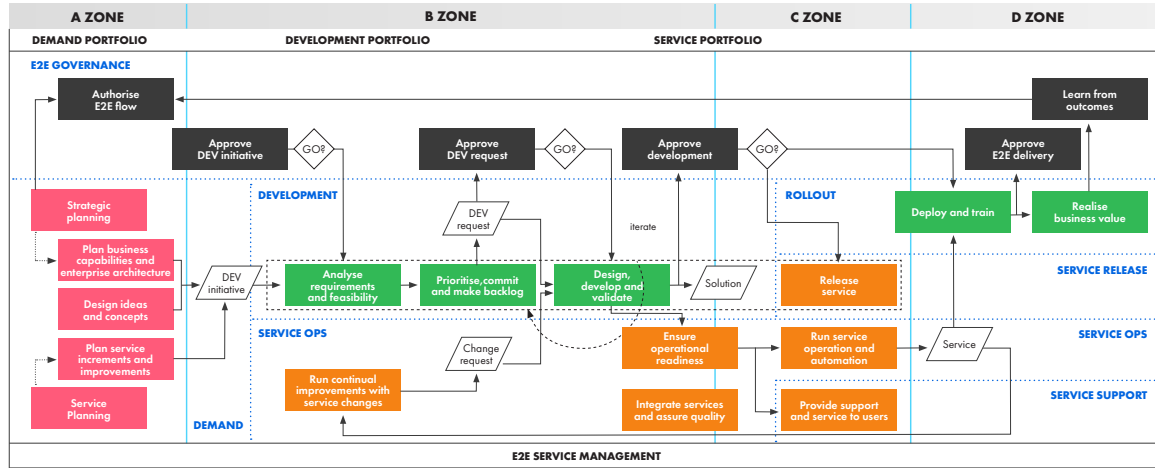 A ZONE
B ZONE
C ZONE
D ZONE
DEMAND PORTFOLIO
DEVELOPMENT PORTFOLIO
SERVICE PORTFOLIO
E2E GOVERNANCE
Authorise
E2E flow
Learn from
outcomes
Approve
DEV initiative
GO?
Approve
DEV request
GO?
Approve
development
GO?
Approve
E2E delivery
DEVELOPMENT
ROLLOUT
Strategic
planning
DEV
request
Deploy and train
Realise
business value
iterate
Plan business
capabilities and
enterprise architecture
DEV
initiative
Analyse
requirements
and feasibility
Prioritise,commit
and make backlog
Design,
develop and
validate
Solution
Release
service
SERVICE RELEASE
Design ideas
and concepts
SERVICE OPS
SERVICE OPS
Plan service
increments and
improvements
Change
request
Ensure
operational
readiness
Run service
operation and
automation
Service
Run continual
improvements with
service changes
SERVICE SUPPORT
Service
Planning
Integrate services
and assure quality
Provide support
and service to users
DEMAND
E2E SERVICE MANAGEMENT